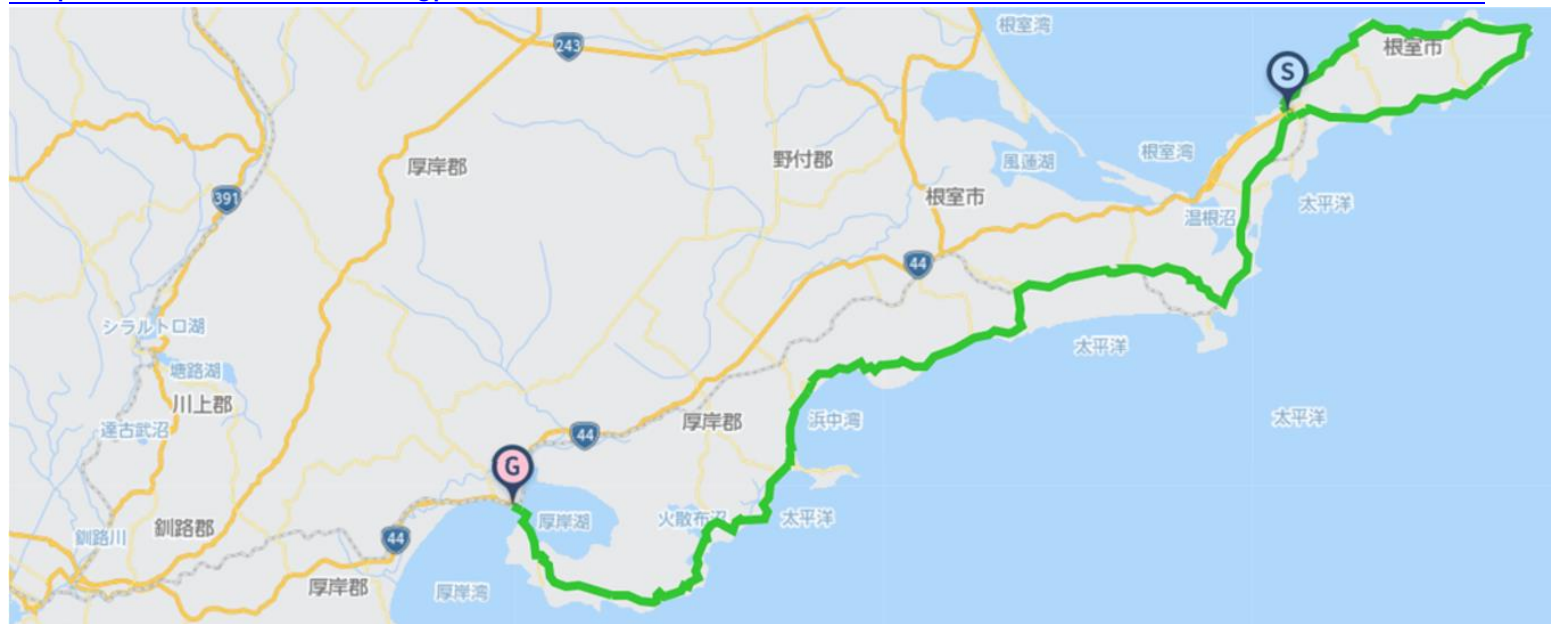 根室湾
243
S
根室市
厚岸郡
野付郡
根室湾
風蓮湖
391
根室市
太平洋
温根沼
44
シラルトロ湖
太平洋
塘路湖
川上郡
厚岸郡
浜中湾
太平洋
達古武沼
44
G
厚岸湖
火散布沼
太平洋
釧路郡
釧路川
44
厚岸郡
厚岸湾